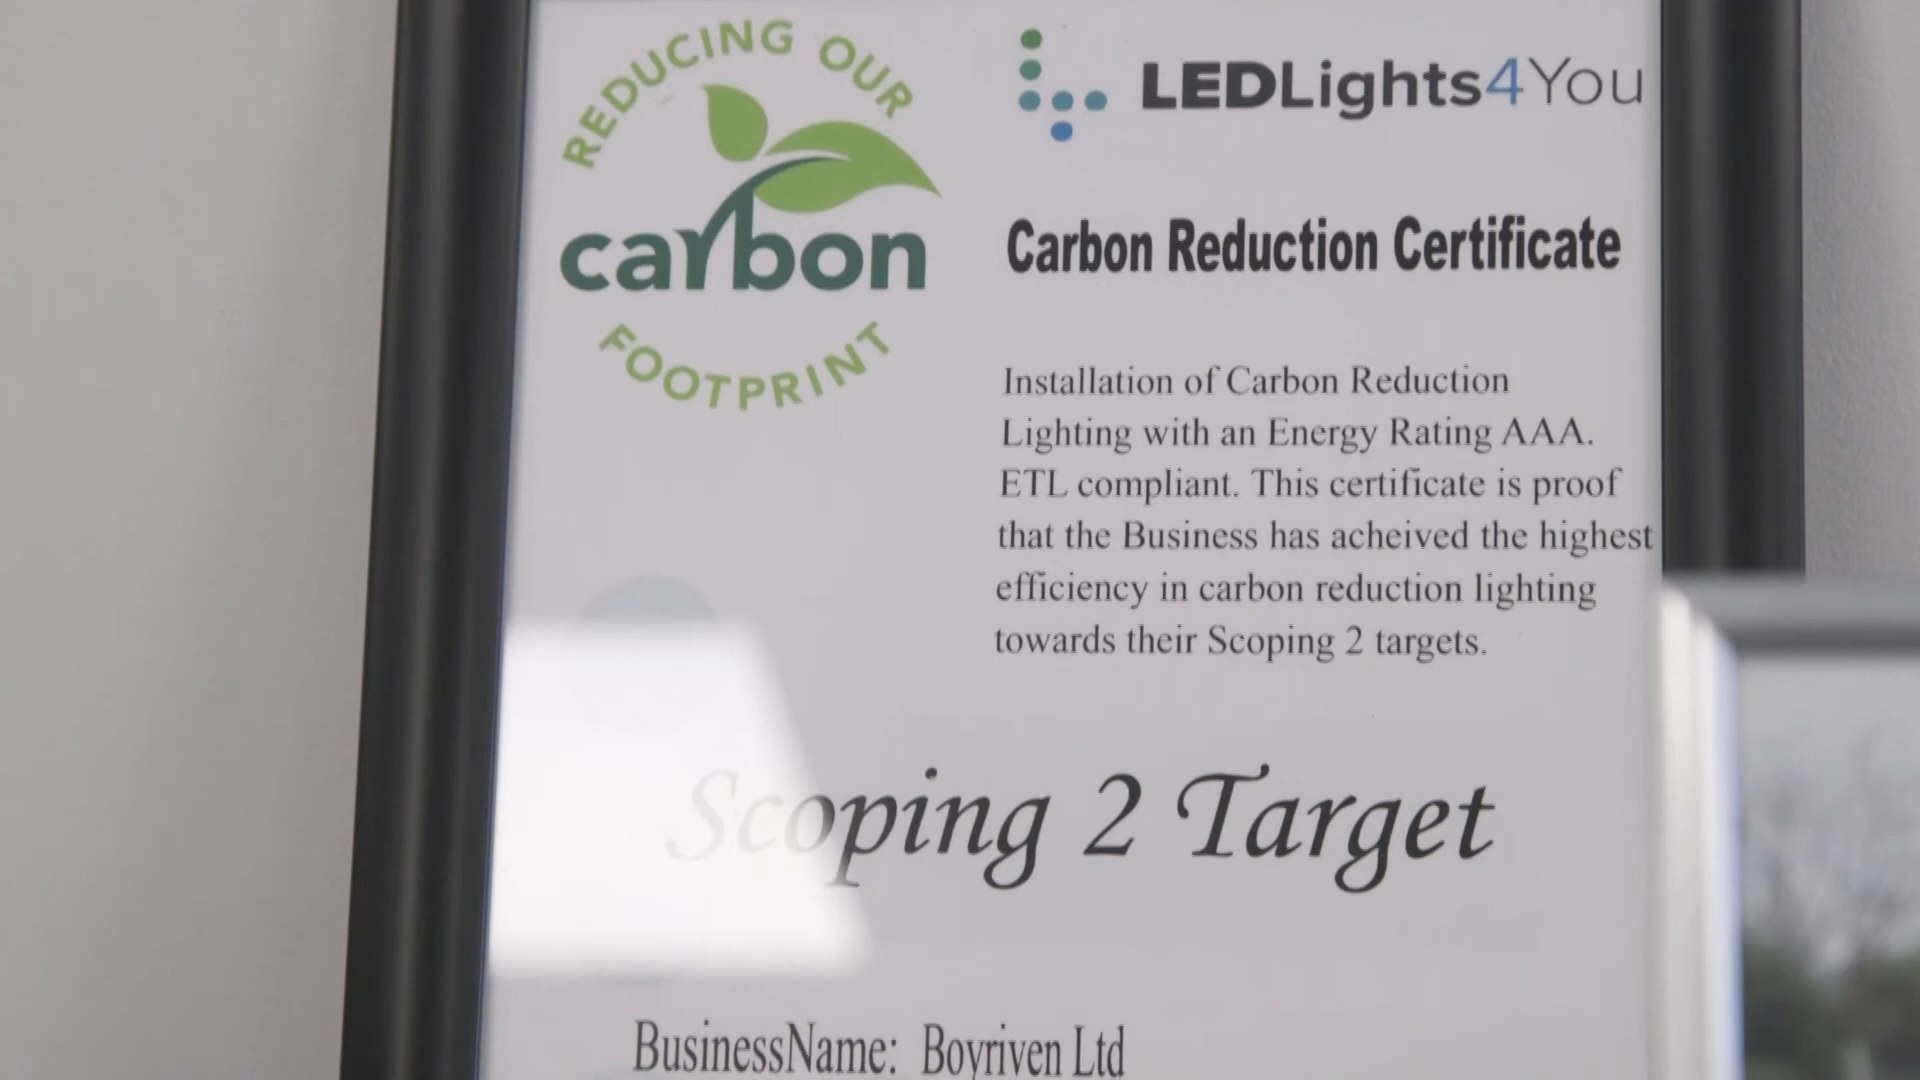 REDUCING OUR
carbon
FOOTPRINT
LEDLights4You
Carbon Reduction Certificate
Installation of Carbon Reduction
Lighting with an Energy Rating AAA.
ETL compliant. This certificate is proof
that the Business has acheived the highest
efficiency in carbon reduction lighting
towards their Scoping 2 targets.
Scoping 2 Target
BusinessName: Boyriven Ltd